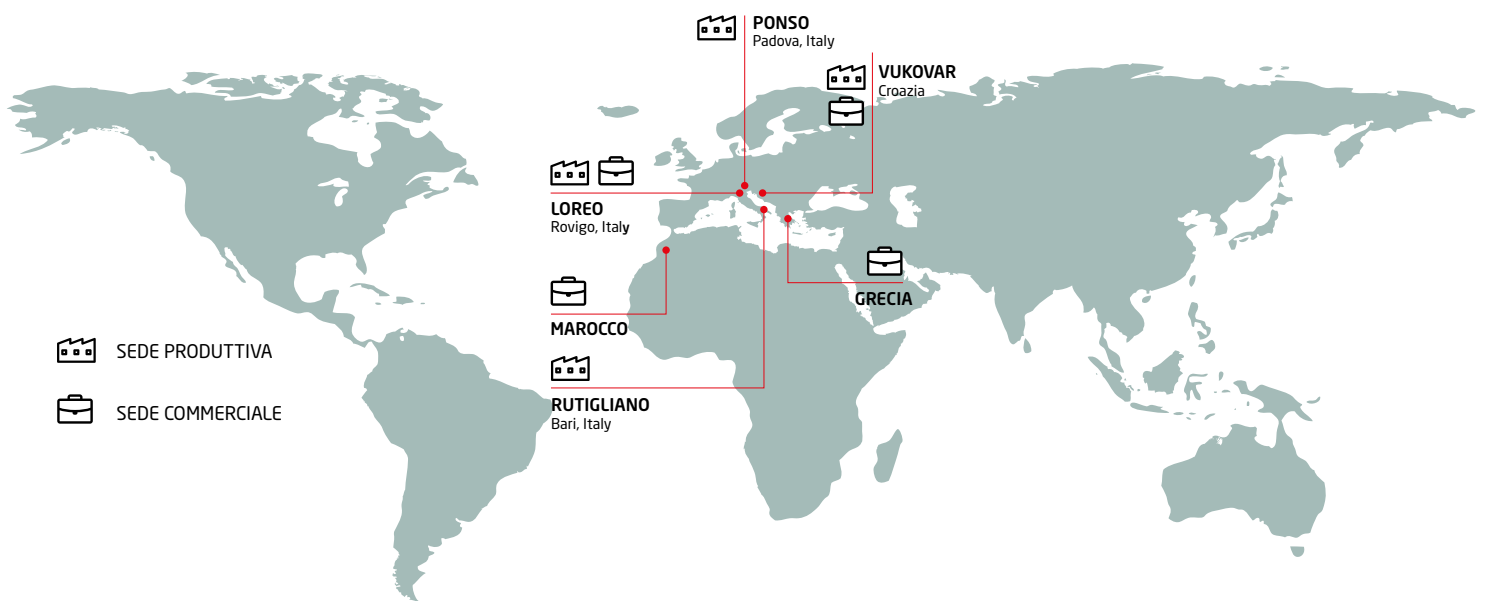 PONSO
Padova, Italy
VUKOVAR
Croazia
LOREO
Rovigo, Italy
GRECIA
MAROCCO
SEDE PRODUTTIVA
SEDE COMMERCIALE
RUTIGLIANO
Bari, Italy